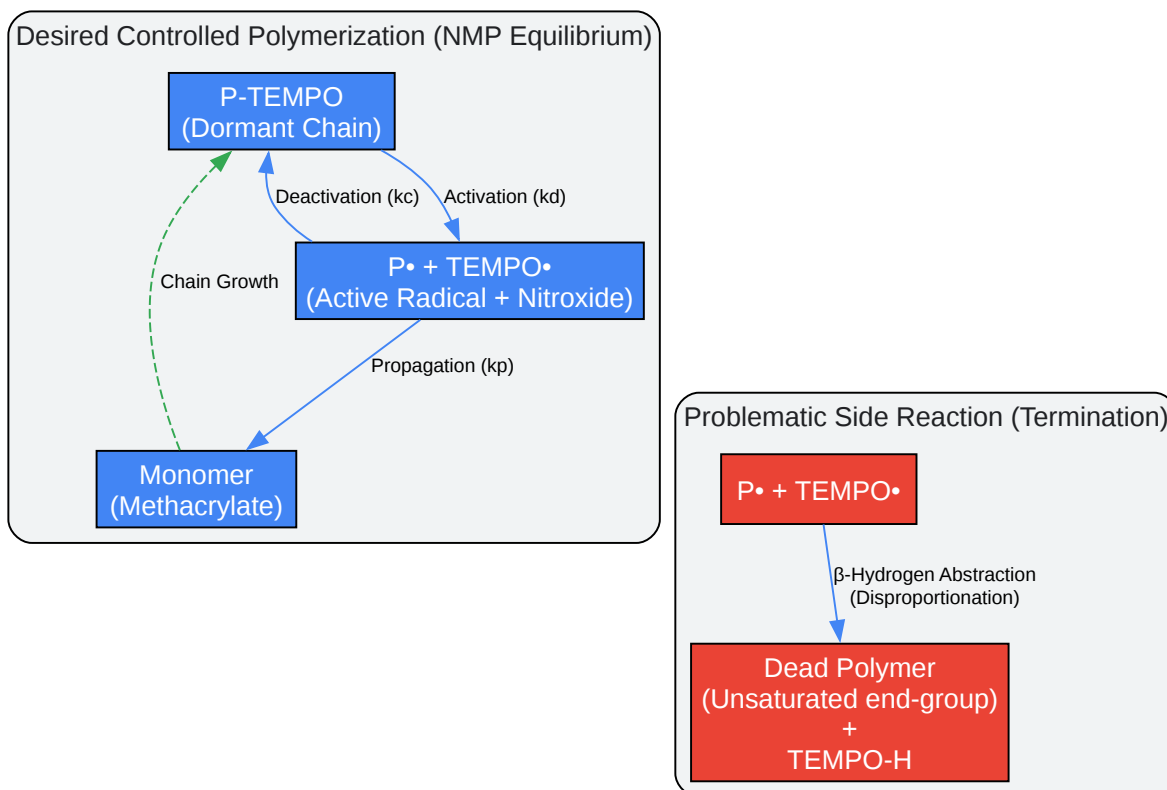 Desired Controlled Polymerization (NMP Equilibrium)
P-TEMPO
(Dormant Chain)
Deactivation (kc)
Activation (kd)
P• + TEMPO•
(Active Radical + Nitroxide)
Chain Growth
Propagation (kp)
Monomer
(Methacrylate)
Problematic Side Reaction (Termination)
P• + TEMPO•
β-Hydrogen Abstraction
(Disproportionation)
Dead Polymer
(Unsaturated end-group)
+
TEMPO-H